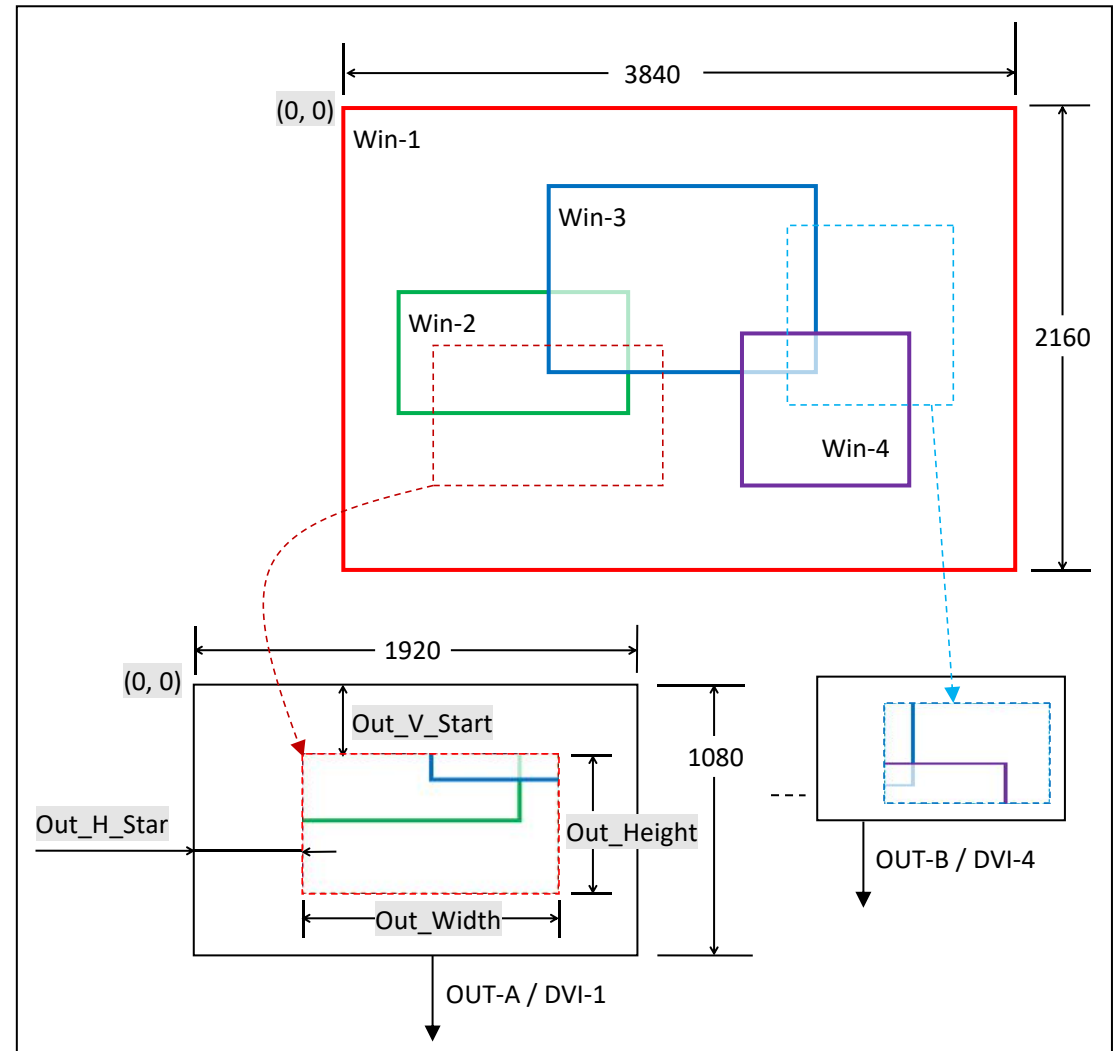 3840
(0, 0)
Win-1
Win-3
Win-2
2160
Win-4
1920
(0, 0)
Out_V_Start
1080
Out_H_Star
Out_Height
OUT-B / DVI-4
Out_Width
OUT-A / DVI-1